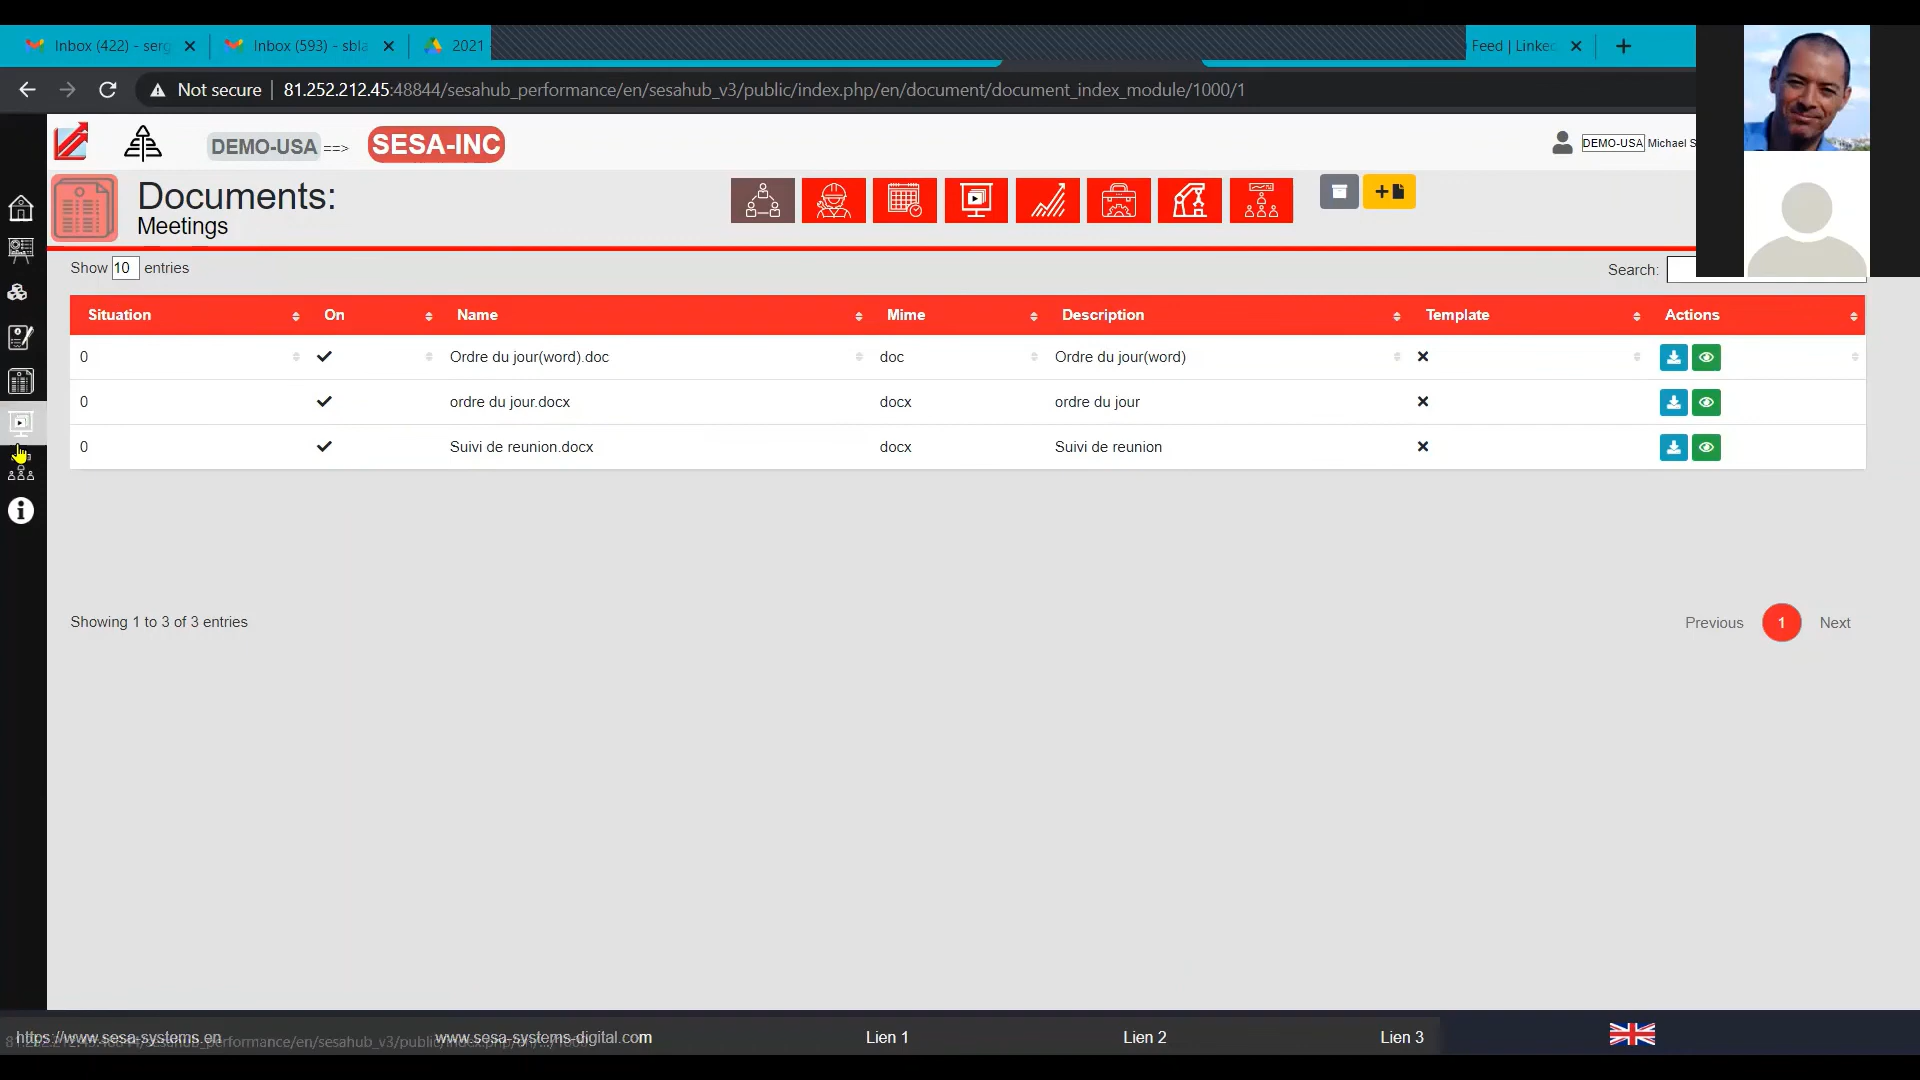 Inbox (422) - serg
Inbox (593) - sbla
2021
Feed | Linke
Not secure
81.252.212.45:48844/sesahub_performance/en/sesahub_v3/public/index.php/en/document/document_index_module/1000/1
DEMO-USA ==> SESA-INC
DEMO-USA Michael S
Documents:
Meetings
Show 10 entries
Search:
Situation On Name Mime Description Template Actions
0 Ordre du jour(word).doc doc Ordre du jour(word)
0 ordre du jour.docx docx ordre du jour
0 Suivi de reunion.docx docx Suivi de reunion
Showing 1 to 3 of 3 entries
Previous 1 Next
https://www.sesa-systems.en www.sesa-systems-digital.com Lien 1 Lien 2 Lien 3